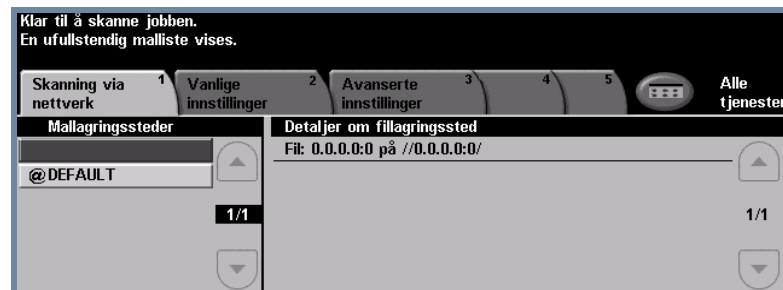 Klar til å skanne jobben.
En ufullstendig malliste vises.
Skanning via nettverk 1
Vanlige innstillinger 2
Avanserte innstillinger 3
4
5
Alle tjenester
Mallagringssteder
Detaljer om fillagringssted
Fil: 0.0.0.0:0 på //0.0.0.0:0/
@DEFAULT
1/1
1/1